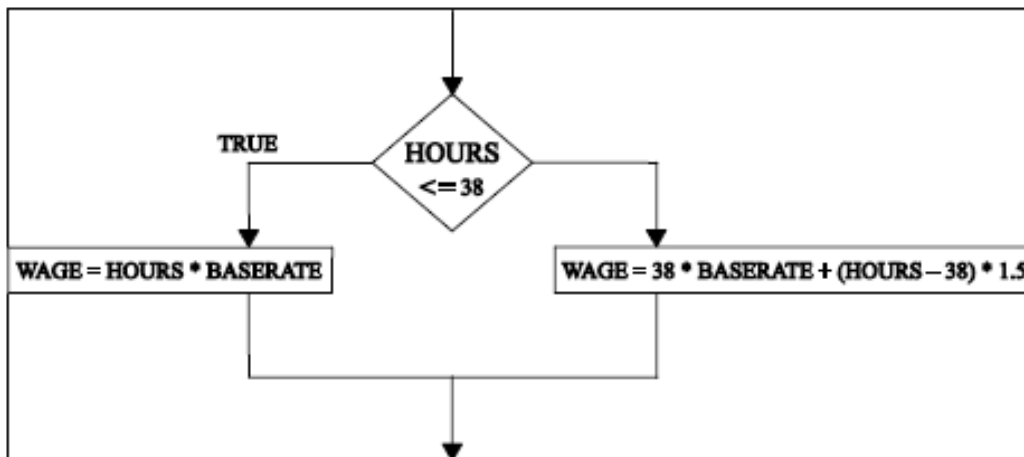 TRUE
HOURS
<= 38
WAGE = HOURS * BASERATE
WAGE = 38 * BASERATE + (HOURS – 38) * 1.5